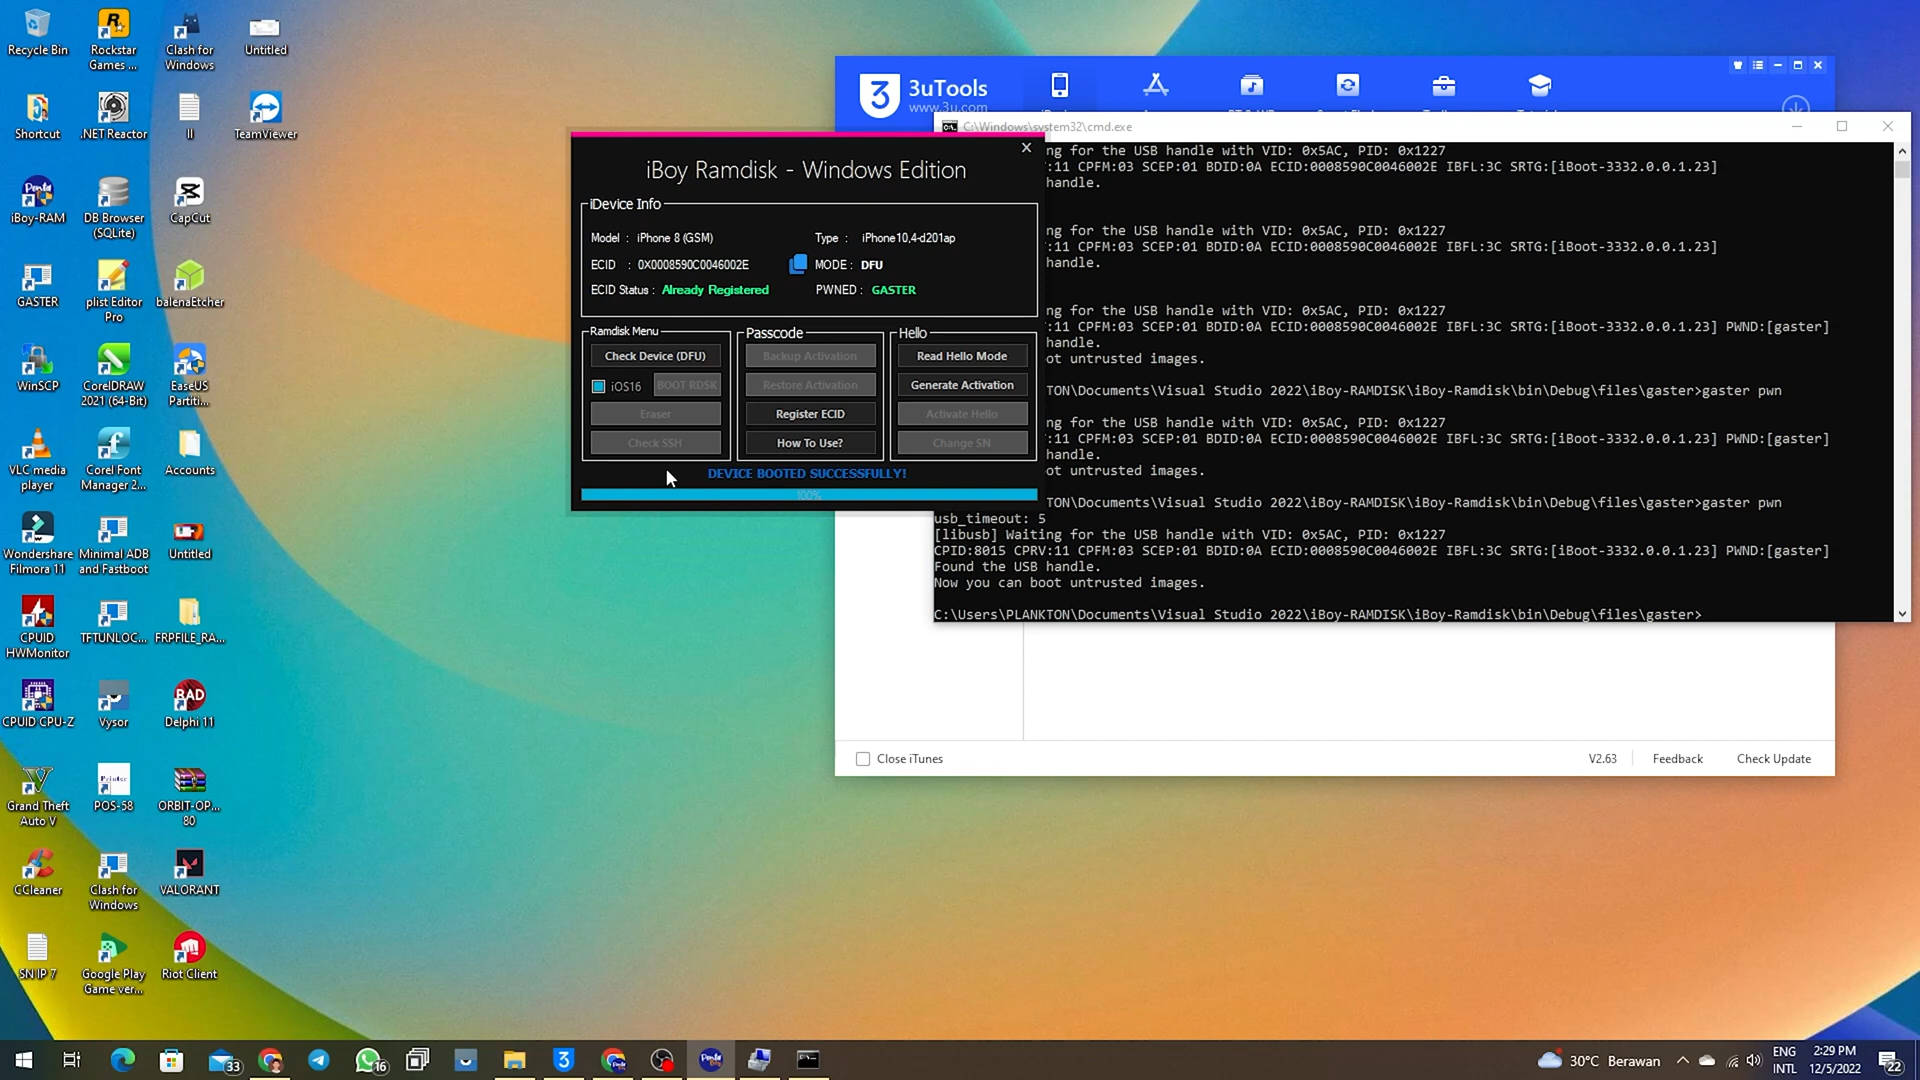 Recycle Bin
Rockstar
Games ...
Clash for
Windows
Untitled
Shortcut
.NET Reactor
II
TeamViewer
iBoy-RAM
DB Browser
(SQLite)
CapCut
GASTER
plist Editor
Pro
balenaEtcher
WinSCP
CorelDRAW
2021 (64-Bit)
EaseUS
Partiti...
VLC media
player
Corel Font
Manager 2...
Accounts
Wondershare
Filmora 11
Minimal ADB
and Fastboot
Untitled
CPUID
HWMonitor
TFTUNLOC...
FRPFILE_RA...
CPUID CPU-Z
Vysor
Delphi 11
Grand Theft
Auto V
POS-58
ORBIT-OP...
80
CCleaner
Clash for
Windows
VALORANT
SN IP 7
Google Play
Game ver...
Riot Client
3uTools
www.3u.com
C:\Windows\system32\cmd.exe
iBoy Ramdisk - Windows Edition
iDevice Info
Model : iPhone 8 (GSM)
Type : iPhone10,4-d201ap
ECID : 0X0008590C0046002E
MODE : DFU
ECID Status : Already Registered
PWNED : GASTER
Ramdisk Menu
Check Device (DFU)
iOS16
BOOT RDSK
Eraser
Check SSH
Passcode
Backup Activation
Restore Activation
Register ECID
How To Use?
Hello
Read Hello Mode
Generate Activation
Activate Hello
Change SN
DEVICE BOOTED SUCCESSFULLY!
100%
ng for the USB handle with VID: 0x5AC, PID: 0x1227
:11 CPFM:03 SCEP:01 BDID:0A ECID:0008590C0046002E IBFL:3C SRTG:[iBoot-3332.0.0.1.23]
handle.
ng for the USB handle with VID: 0x5AC, PID: 0x1227
:11 CPFM:03 SCEP:01 BDID:0A ECID:0008590C0046002E IBFL:3C SRTG:[iBoot-3332.0.0.1.23]
handle.
ng for the USB handle with VID: 0x5AC, PID: 0x1227
:11 CPFM:03 SCEP:01 BDID:0A ECID:0008590C0046002E IBFL:3C SRTG:[iBoot-3332.0.0.1.23] PWND:[gaster]
handle.
ot untrusted images.
TON\Documents\Visual Studio 2022\iBoy-RAMDISK\iBoy-Ramdisk\bin\Debug\files\gaster>gaster pwn
ng for the USB handle with VID: 0x5AC, PID: 0x1227
:11 CPFM:03 SCEP:01 BDID:0A ECID:0008590C0046002E IBFL:3C SRTG:[iBoot-3332.0.0.1.23] PWND:[gaster]
handle.
ot untrusted images.
TON\Documents\Visual Studio 2022\iBoy-RAMDISK\iBoy-Ramdisk\bin\Debug\files\gaster>gaster pwn
usb_timeout: 5
[libusb] Waiting for the USB handle with VID: 0x5AC, PID: 0x1227
CPID:8015 CPRV:11 CPFM:03 SCEP:01 BDID:0A ECID:0008590C0046002E IBFL:3C SRTG:[iBoot-3332.0.0.1.23] PWND:[gaster]
Found the USB handle.
Now you can boot untrusted images.
C:\Users\PLANKTON\Documents\Visual Studio 2022\iBoy-RAMDISK\iBoy-Ramdisk\bin\Debug\files\gaster>
Close iTunes
V2.63
Feedback
Check Update
33
16
30°C Berawan
ENG
INTL
2:29 PM
12/5/2022
22